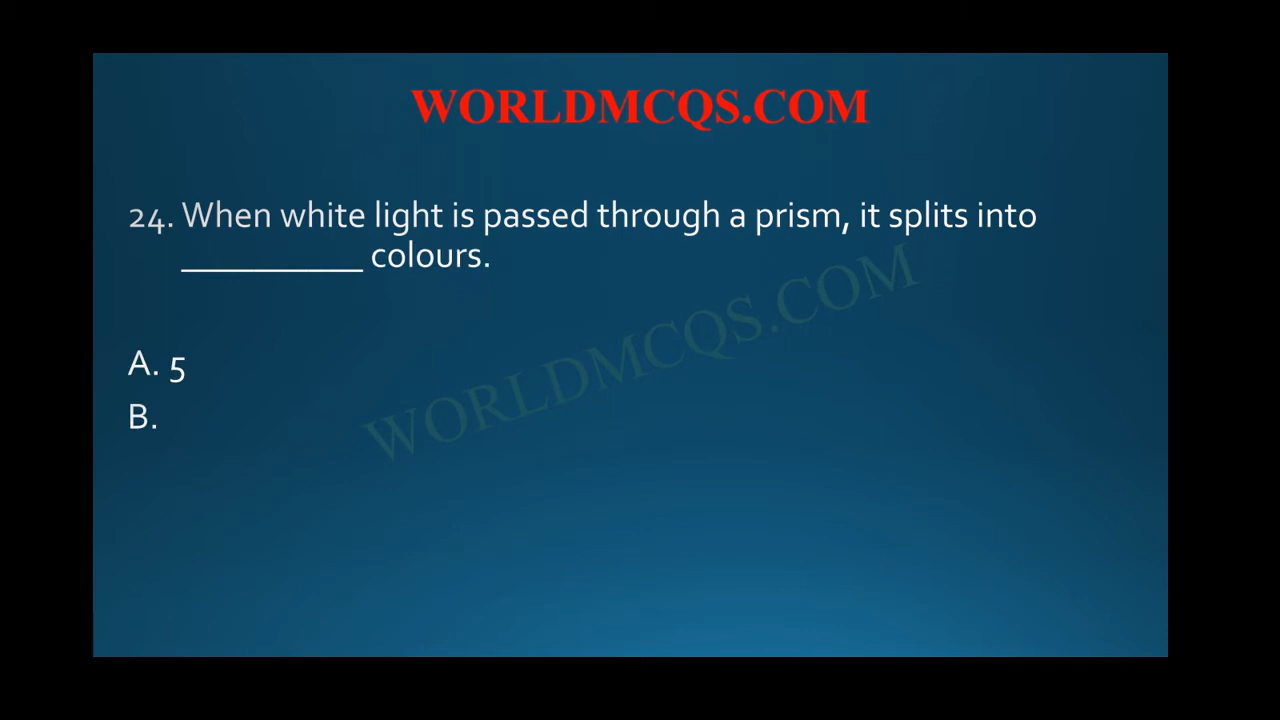 WORLDMCQS.COM
24. When white light is passed through a prism, it splits into
__________ colours.
WORLDMCQS.COM
A. 5
B.